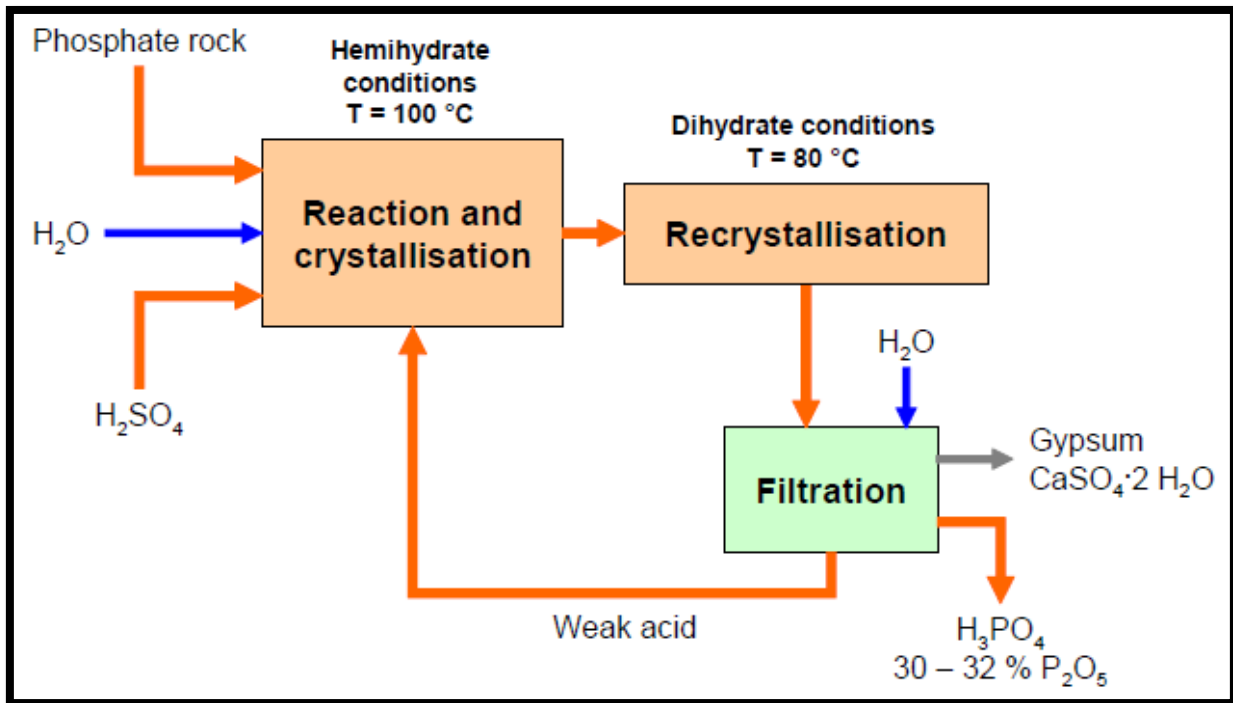 Phosphate rock
Hemihydrate
conditions
T = 100 °C
Dihydrate conditions
T = 80 °C
Reaction and
crystallisation
Recrystallisation
H₂O
H₂SO₄
H₂O
Gypsum
CaSO₄·2 H₂O
Filtration
Weak acid
H₃PO₄
30 – 32 % P₂O₅